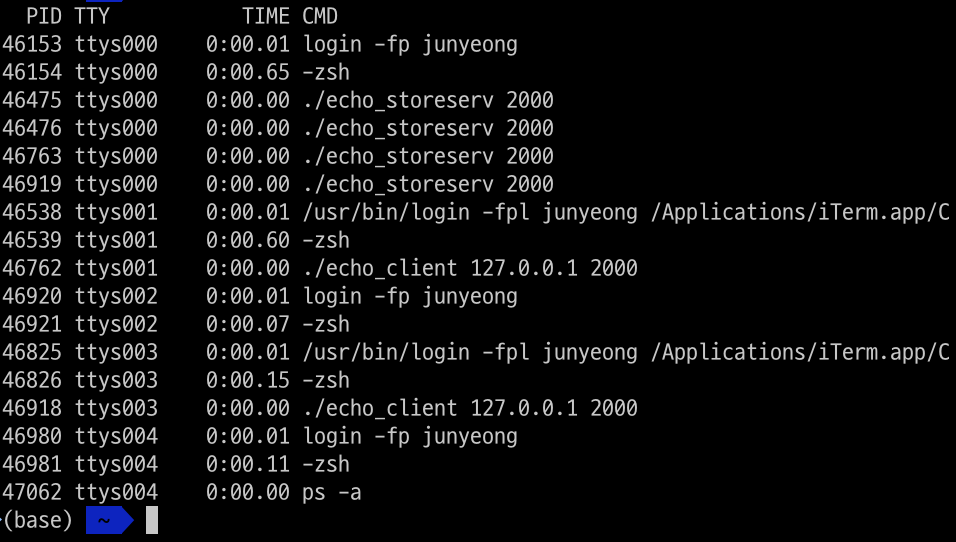 PID TTY TIME CMD
46153 ttys000 0:00.01 login -fp junyeong
46154 ttys000 0:00.65 -zsh
46475 ttys000 0:00.00 ./echo_storeserv 2000
46476 ttys000 0:00.00 ./echo_storeserv 2000
46763 ttys000 0:00.00 ./echo_storeserv 2000
46919 ttys000 0:00.00 ./echo_storeserv 2000
46538 ttys001 0:00.01 /usr/bin/login -fpl junyeong /Applications/iTerm.app/C
46539 ttys001 0:00.60 -zsh
46762 ttys001 0:00.00 ./echo_client 127.0.0.1 2000
46920 ttys002 0:00.01 login -fp junyeong
46921 ttys002 0:00.07 -zsh
46825 ttys003 0:00.01 /usr/bin/login -fpl junyeong /Applications/iTerm.app/C
46826 ttys003 0:00.15 -zsh
46918 ttys003 0:00.00 ./echo_client 127.0.0.1 2000
46980 ttys004 0:00.01 login -fp junyeong
46981 ttys004 0:00.11 -zsh
47062 ttys004 0:00.00 ps -a
(base) ~